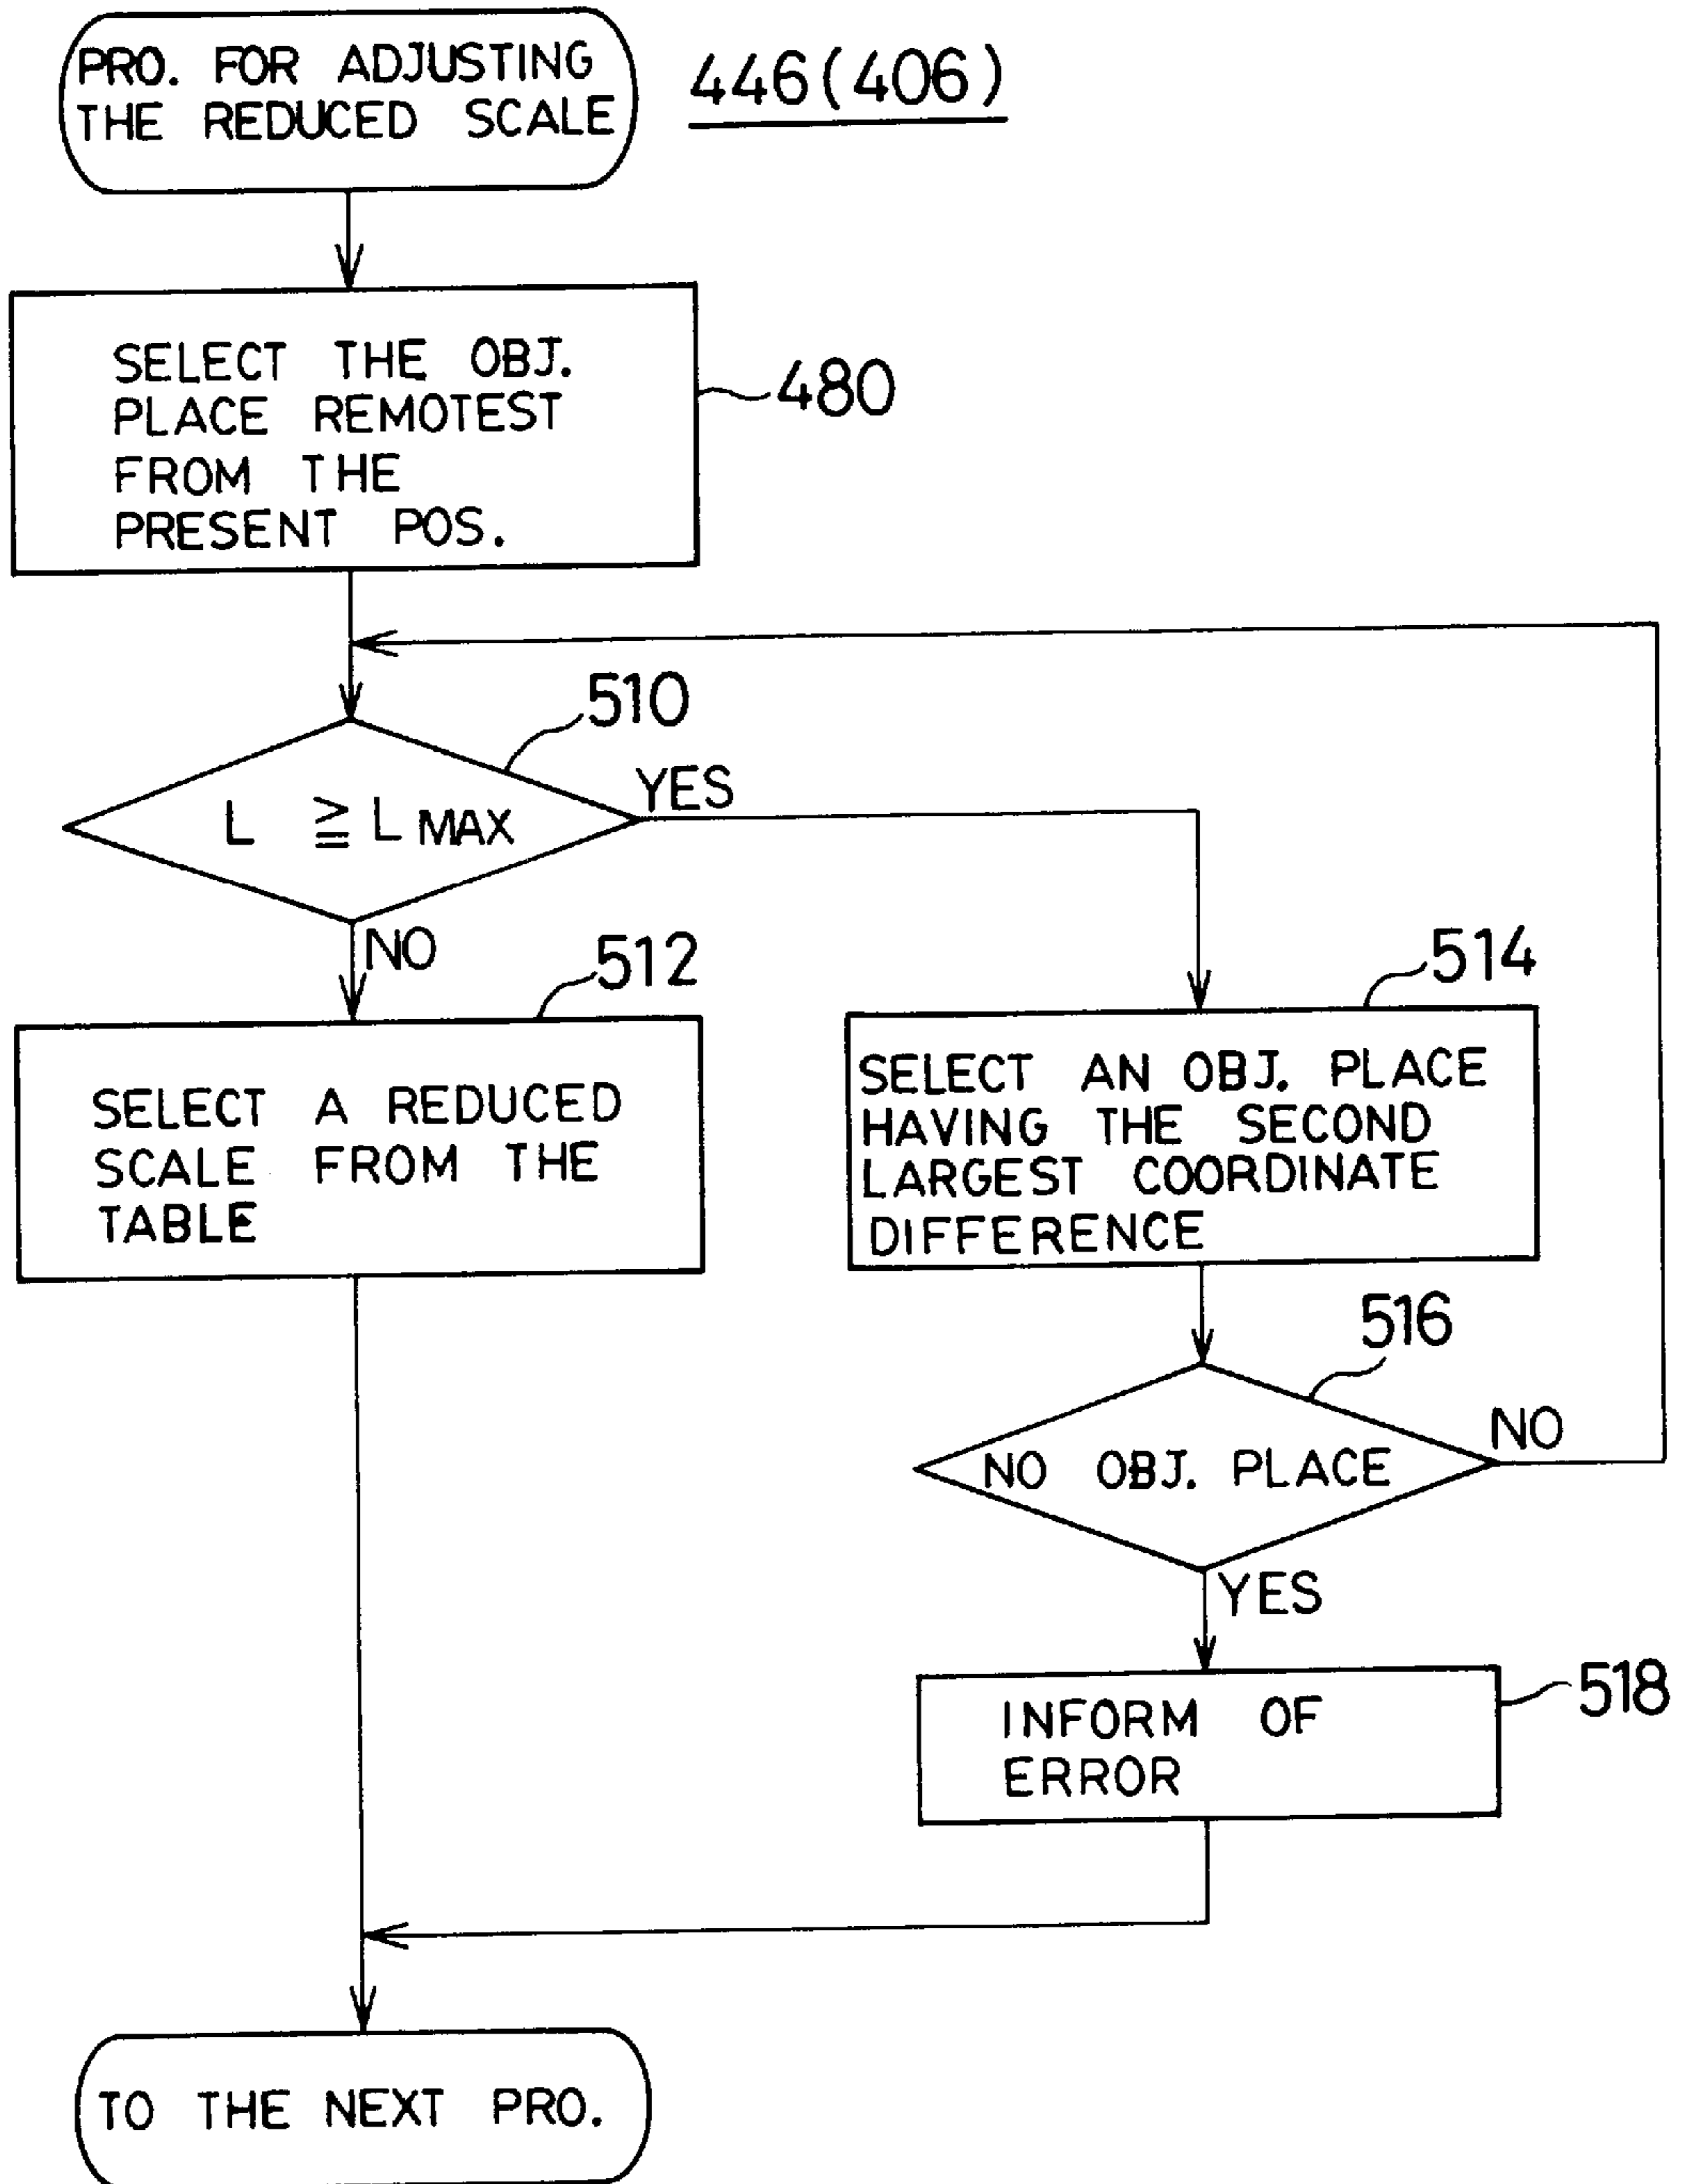 PRO. FOR ADJUSTING
THE REDUCED SCALE
446(406)
SELECT THE OBJ.
PLACE REMOTEST
FROM THE
PRESENT POS.
480
510
L ≧ L MAX
YES
NO
512
SELECT A REDUCED
SCALE FROM THE
TABLE
514
SELECT AN OBJ. PLACE
HAVING THE SECOND
LARGEST COORDINATE
DIFFERENCE
516
NO OBJ. PLACE
NO
YES
INFORM OF
ERROR
518
TO THE NEXT PRO.